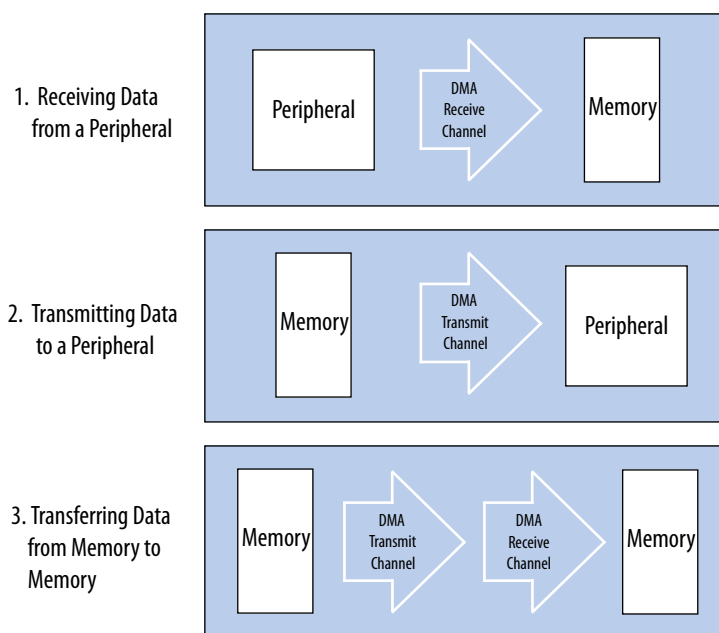 1. Receiving Data
from a Peripheral
Peripheral
DMA
Receive
Channel
Memory
2. Transmitting Data
to a Peripheral
Memory
DMA
Transmit
Channel
Peripheral
3. Transferring Data
from Memory to
Memory
Memory
DMA
Transmit
Channel
DMA
Receive
Channel
Memory